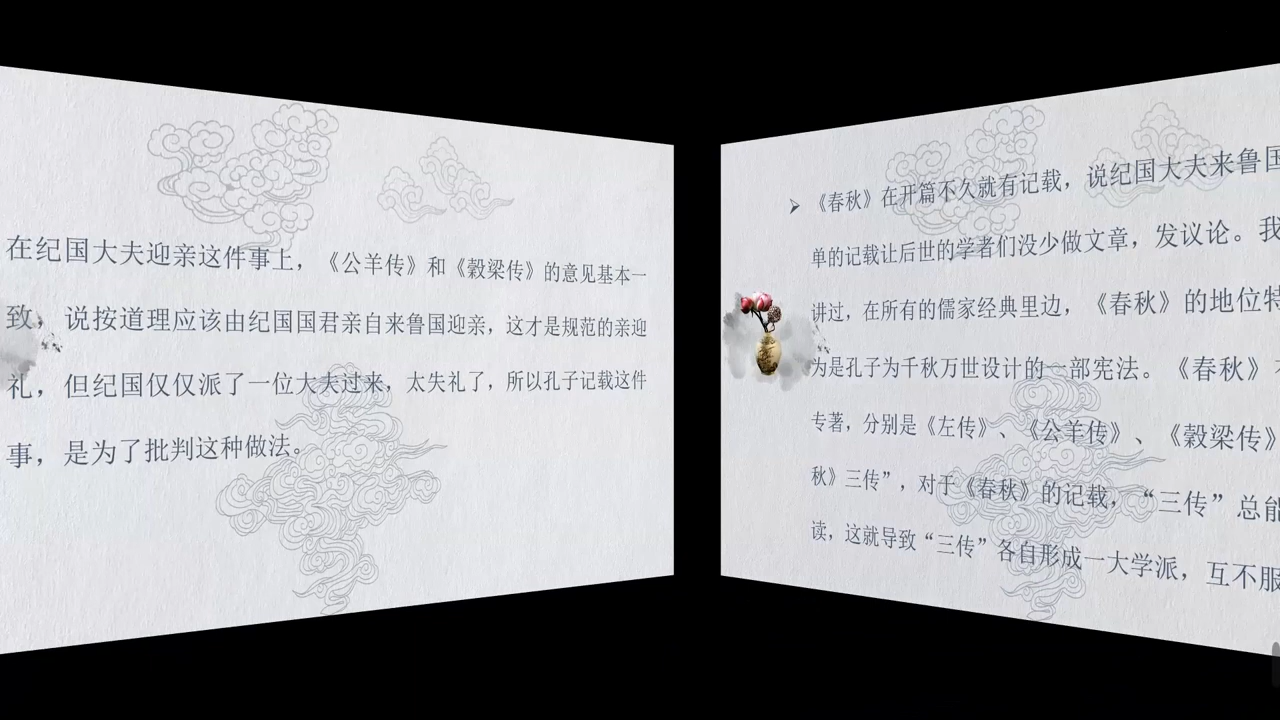 在纪国大夫迎亲这件事上，《公羊传》和《穀梁传》的意见基本一
致，说按道理应该由纪国国君亲自来鲁国迎亲，这才是规范的亲迎
礼，但纪国仅仅派了一位大夫过来，太失礼了，所以孔子记载这件
事，是为了批判这种做法。
《春秋》在开篇不久就有记载，说纪国大夫来鲁国
单的记载让后世的学者们没少做文章，发议论。我
讲过，在所有的儒家经典里边，《春秋》的地位特
为是孔子为千秋万世设计的一部宪法。《春秋》
专著，分别是《左传》、《公羊传》、《穀梁传》
秋》三传”，对于《春秋》的记载，“三传”总能
读，这就导致“三传”各自形成一大学派，互不服